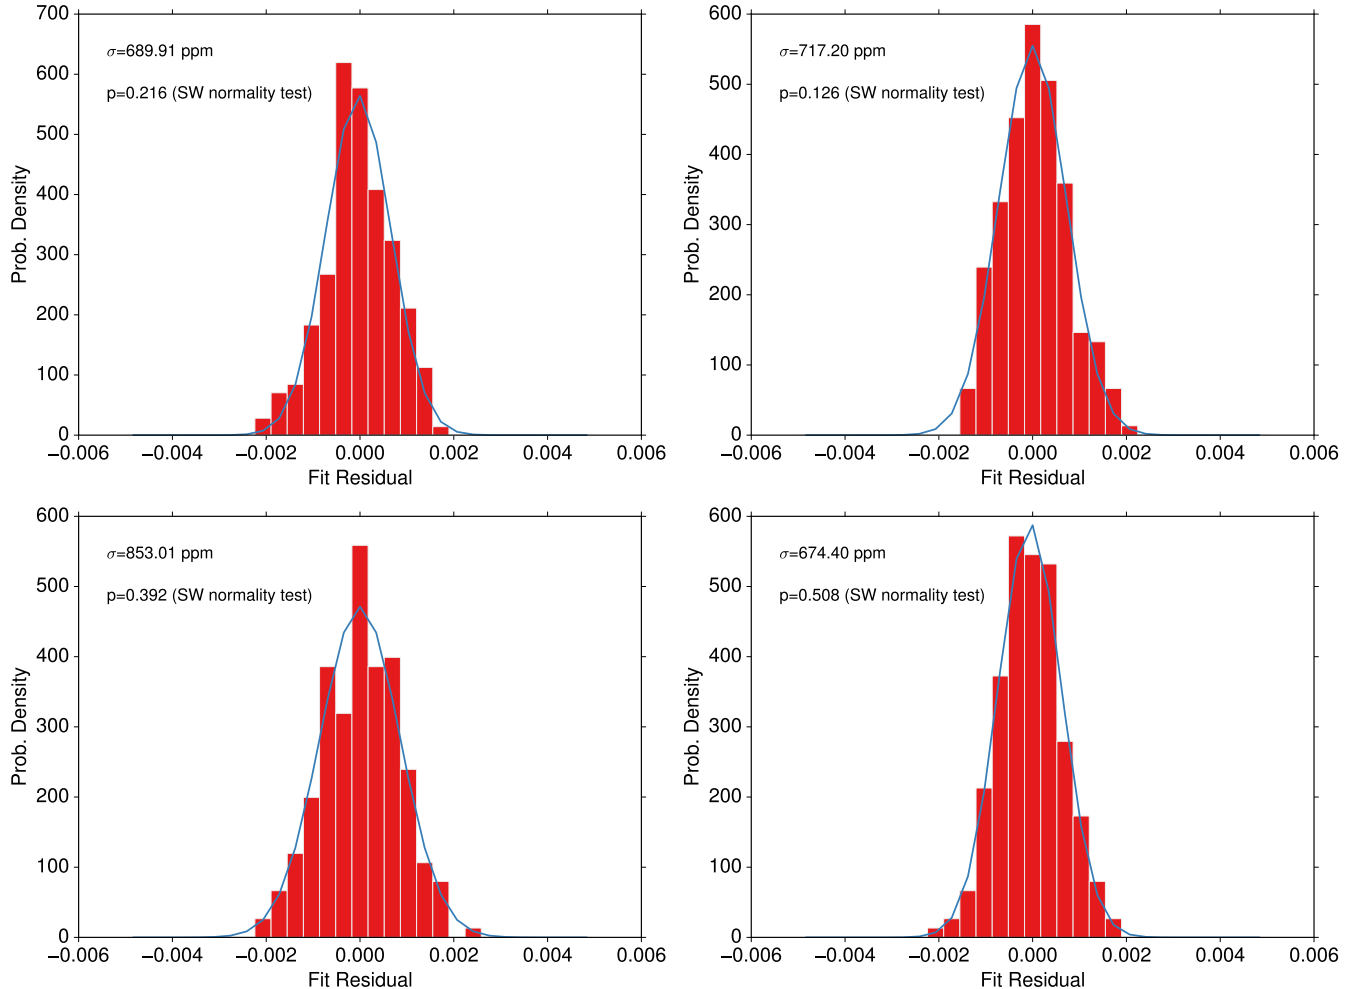 700
600
500
400
300
200
100
0
Prob. Density
σ=689.91 ppm
p=0.216 (SW normality test)
−0.006 −0.004 −0.002 0.000 0.002 0.004 0.006
Fit Residual
600
500
400
300
200
100
0
Prob. Density
σ=717.20 ppm
p=0.126 (SW normality test)
−0.006 −0.004 −0.002 0.000 0.002 0.004 0.006
Fit Residual
600
500
400
300
200
100
0
Prob. Density
σ=853.01 ppm
p=0.392 (SW normality test)
−0.006 −0.004 −0.002 0.000 0.002 0.004 0.006
Fit Residual
600
500
400
300
200
100
0
Prob. Density
σ=674.40 ppm
p=0.508 (SW normality test)
−0.006 −0.004 −0.002 0.000 0.002 0.004 0.006
Fit Residual